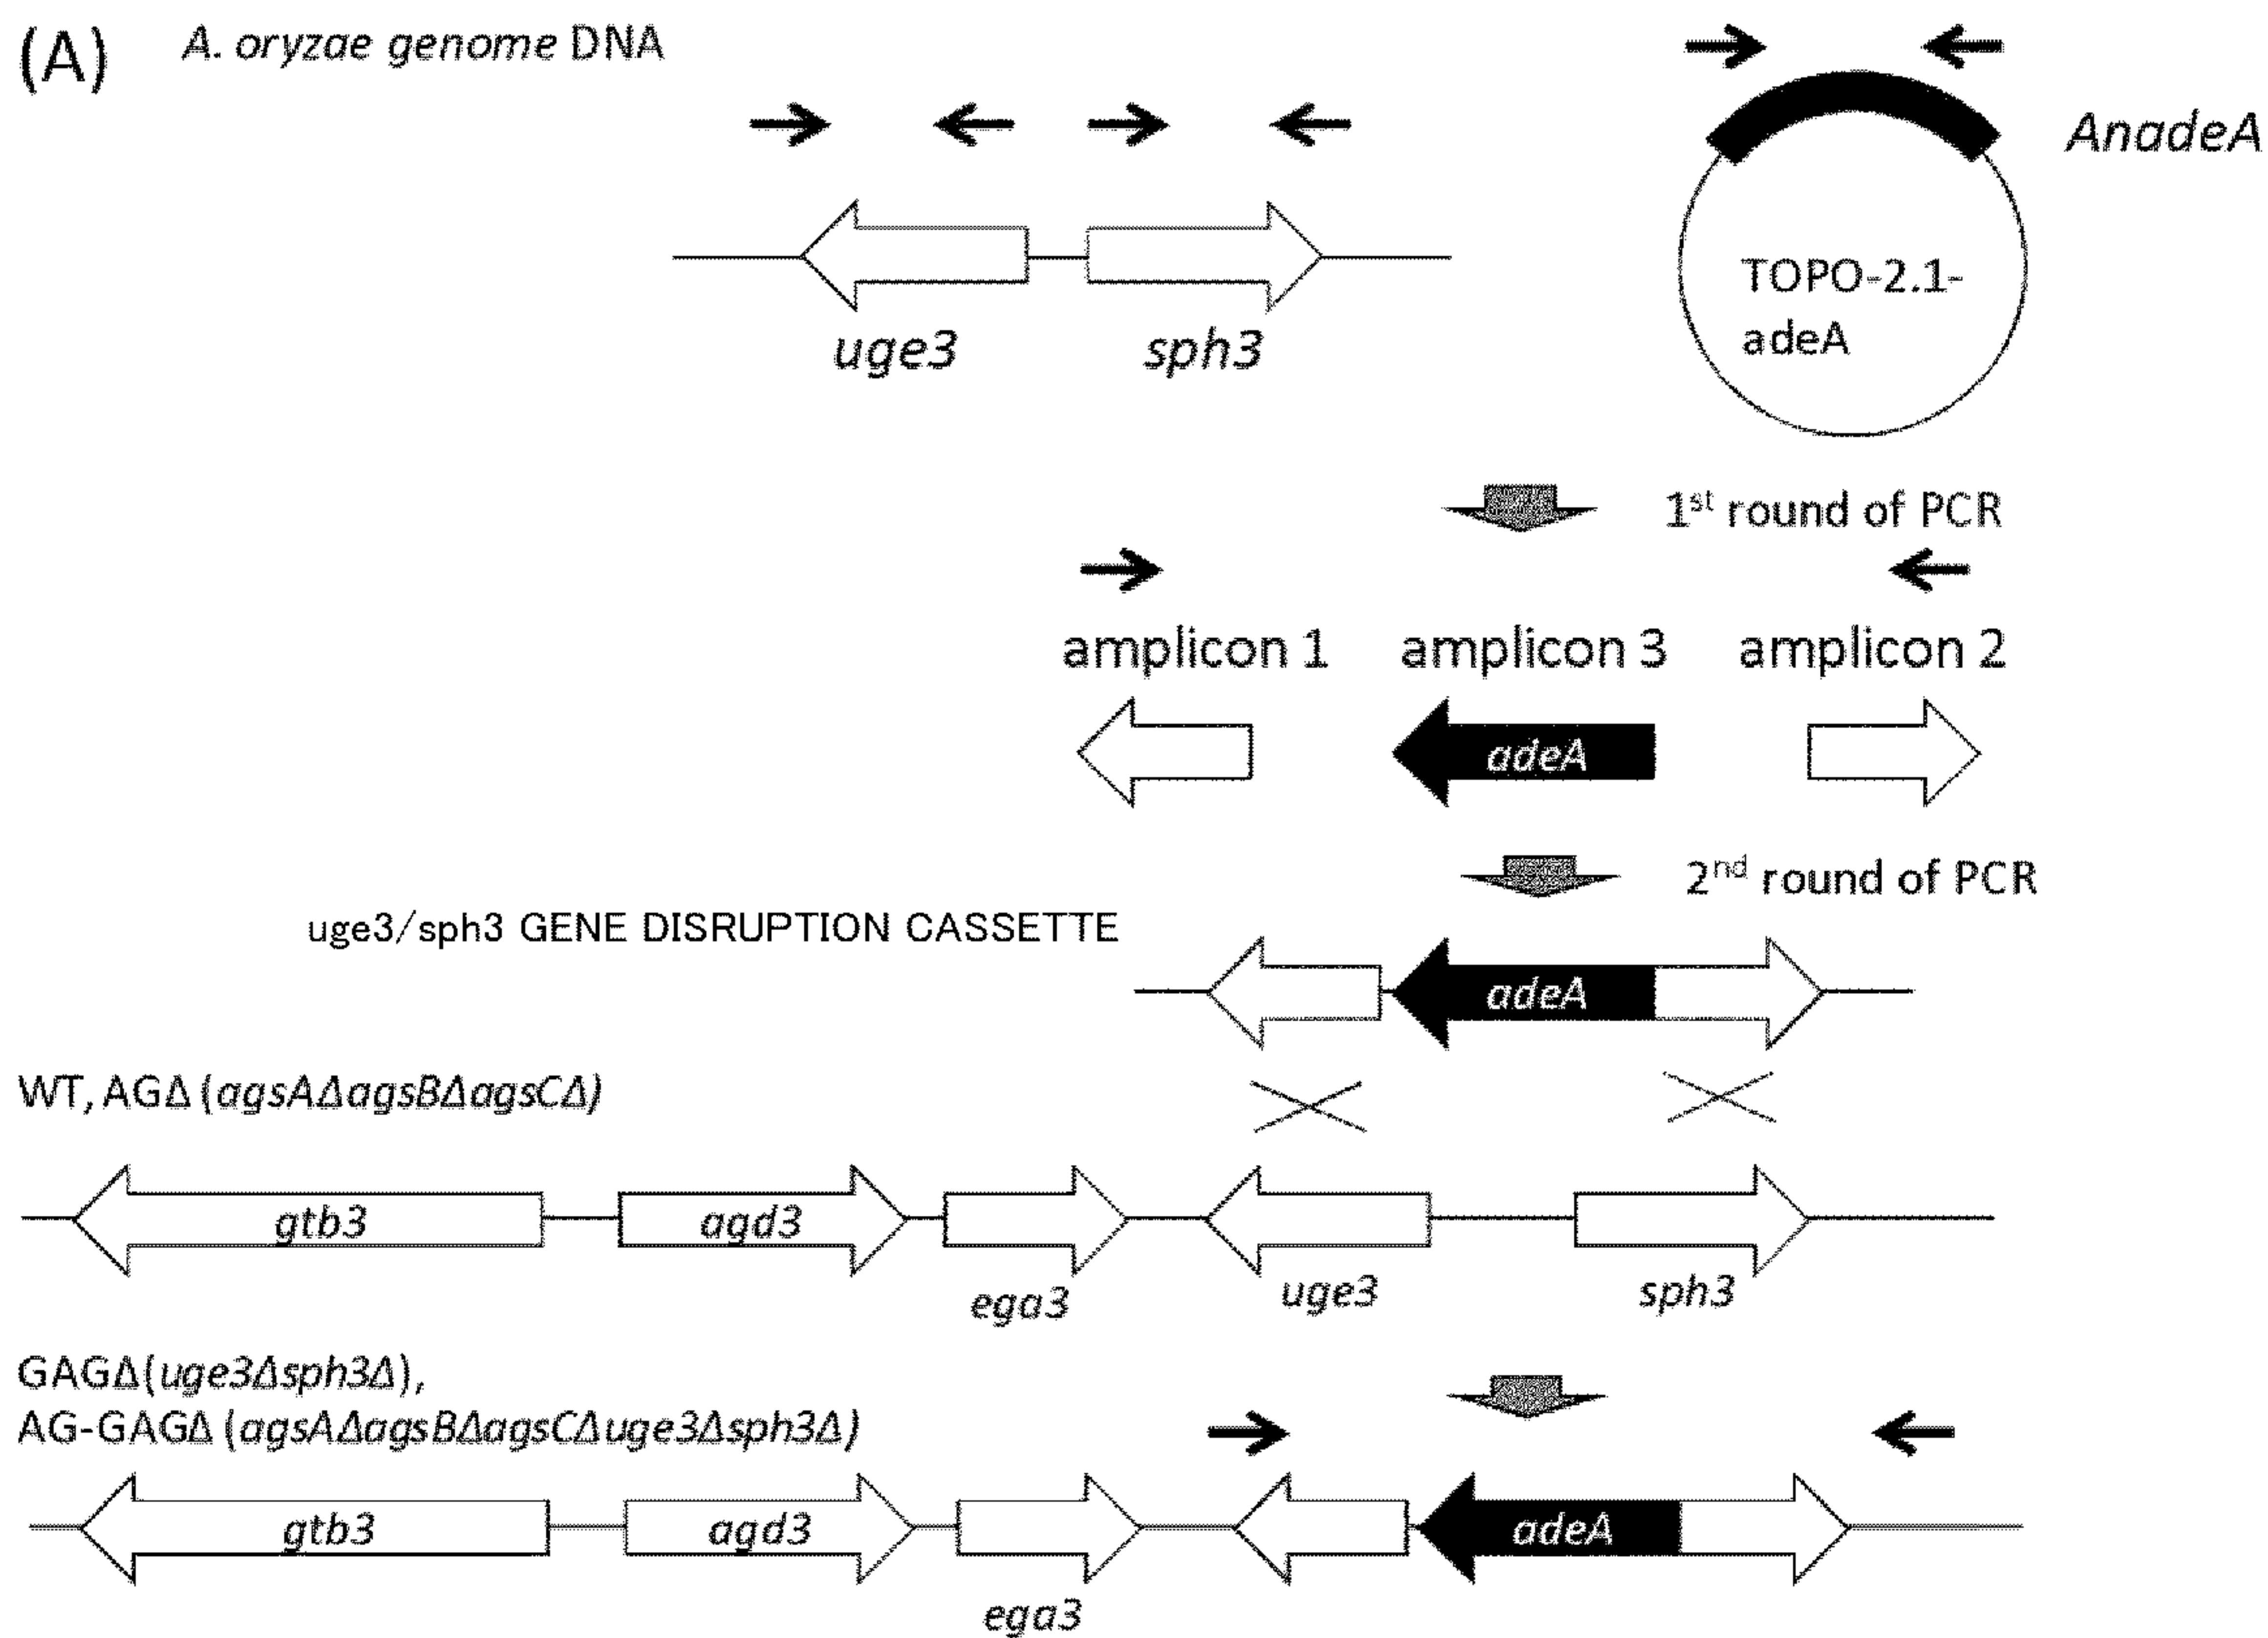 (A) A. oryzae genome DNA
AnadeA
uge3 sph3
TOPO-2.1-
adeA
1st round of PCR
amplicon 1 amplicon 3 amplicon 2
adeA
2nd round of PCR
uge3/sph3 GENE DISRUPTION CASSETTE
adeA
WT, AGΔ (agsAΔagsBΔagsCΔ)
gtb3 agd3
ega3 uge3 sph3
GAGΔ(uge3Δsph3Δ),
AG-GAGΔ (agsAΔagsBΔagsCΔuge3Δsph3Δ)
gtb3 agd3 adeA
ega3